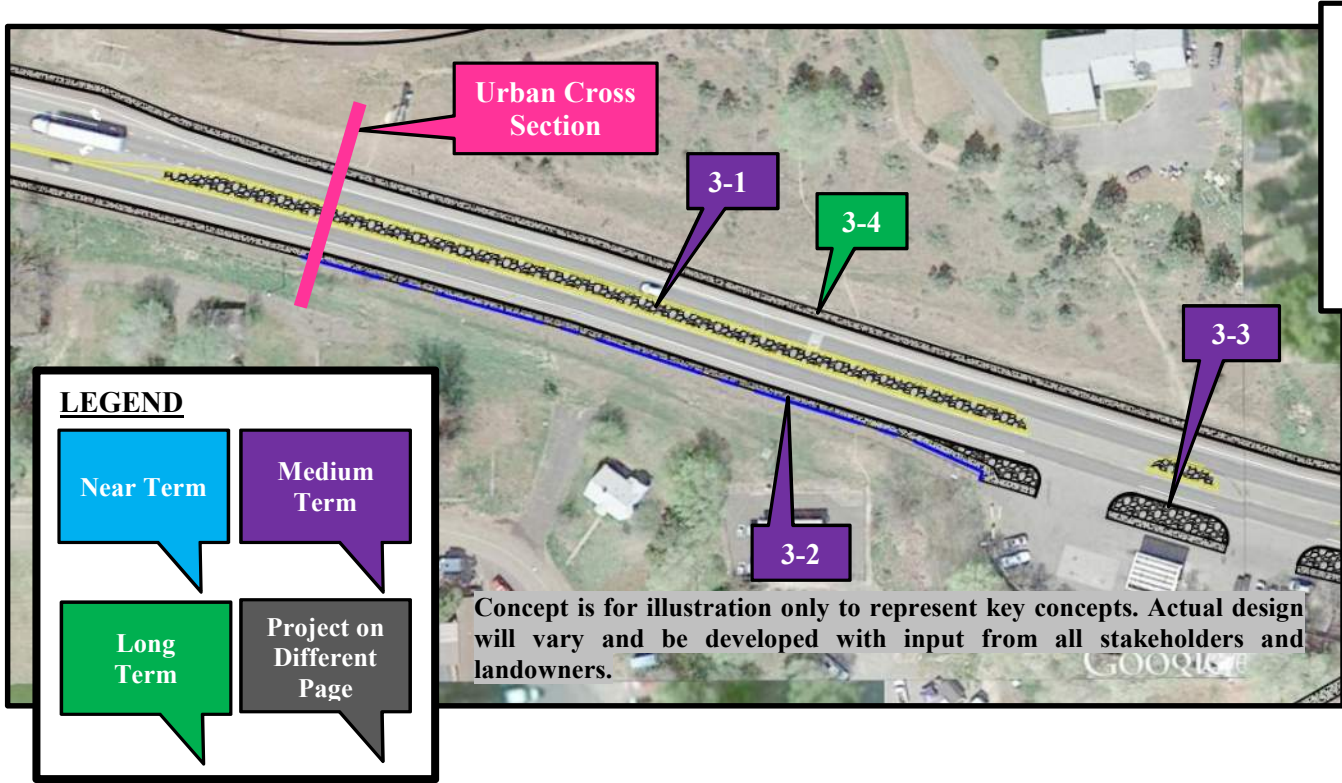 Urban Cross
Section
3-1
3-4
3-3
3-2
LEGEND
Near Term
Medium
Term
Long
Term
Project on
Different
Page
Concept is for illustration only to represent key concepts. Actual design
will vary and be developed with input from all stakeholders and
landowners.
Google